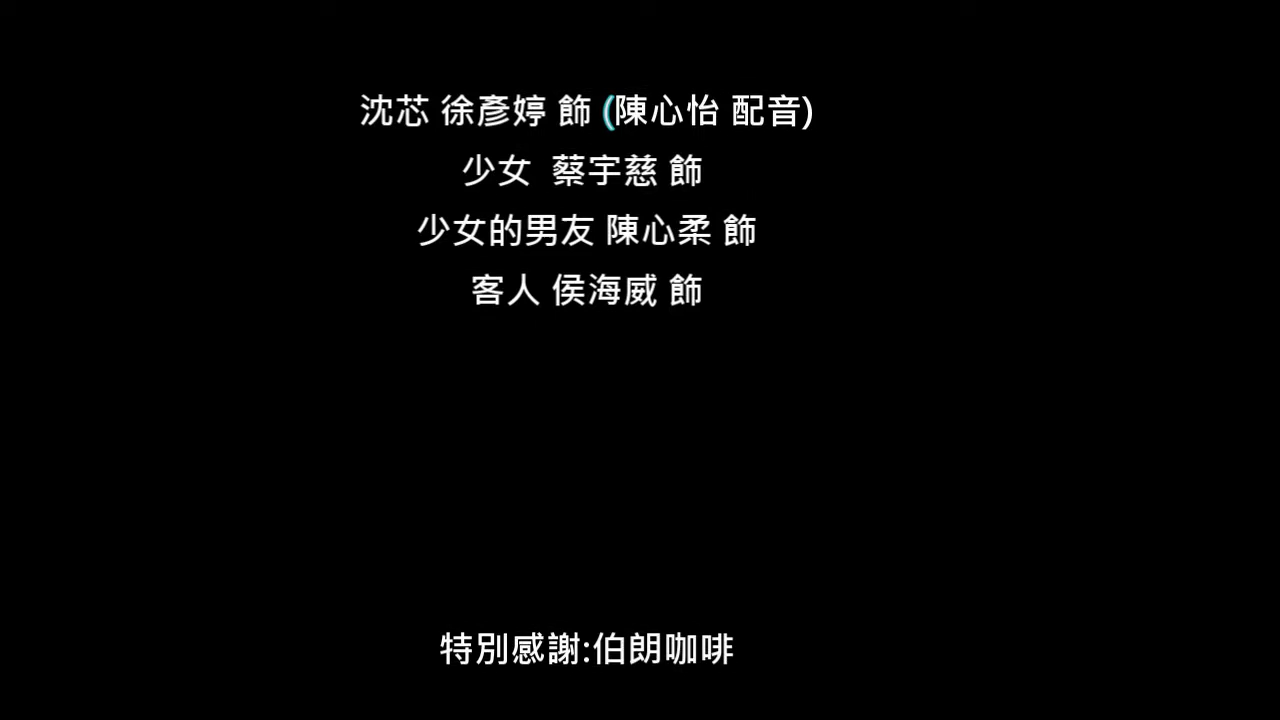 沈芯 徐彥婷 飾 (陳心怡 配音)
少女 蔡宇慈 飾
少女的男友 陳心柔 飾
客人 侯海威 飾
特別感謝:伯朗咖啡